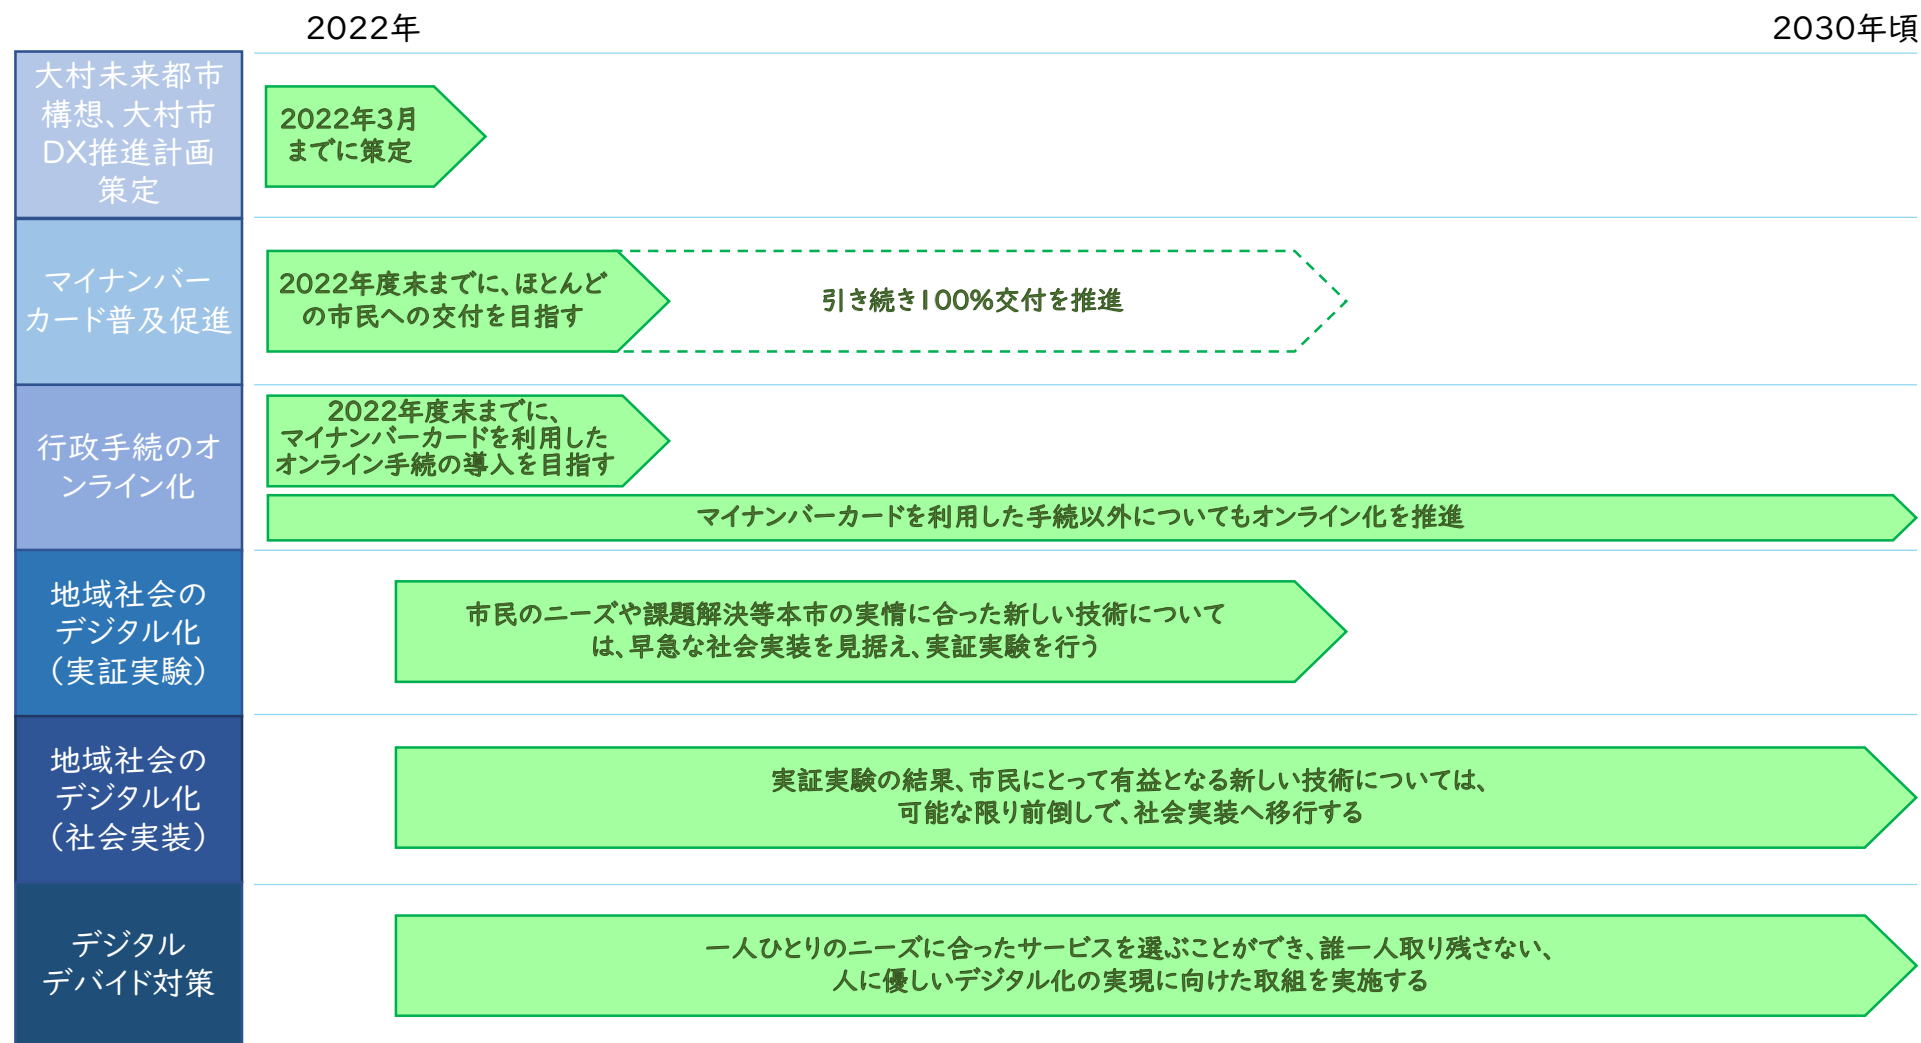 2022年
2030年頃
大村未来都市
構想、大村市
DX推進計画
策定
2022年3月
までに策定
マイナンバー
カード普及促進
2022年度末までに、ほとんど
の市民への交付を目指す
引き続き100%交付を推進
行政手続のオ
ンライン化
2022年度末までに、
マイナンバーカードを利用した
オンライン手続の導入を目指す
マイナンバーカードを利用した手続以外についてもオンライン化を推進
地域社会の
デジタル化
（実証実験）
市民のニーズや課題解決等本市の実情に合った新しい技術について
は、早急な社会実装を見据え、実証実験を行う
地域社会の
デジタル化
（社会実装）
実証実験の結果、市民にとって有益となる新しい技術については、
可能な限り前倒しで、社会実装へ移行する
デジタル
デバイド対策
一人ひとりのニーズに合ったサービスを選ぶことができ、誰一人取り残さない、
人に優しいデジタル化の実現に向けた取組を実施する